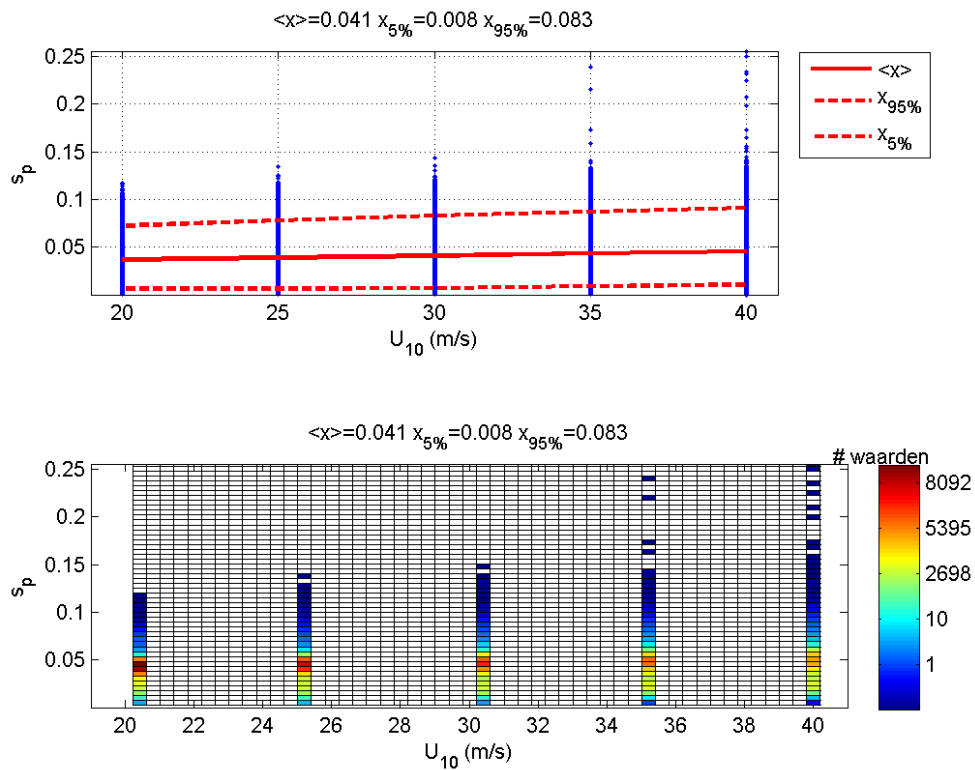 <x>=0.041 x5%=0.008 x95%=0.083
0.25
0.2
0.15
0.1
0.05
sp
20 25 30 35 40
U10 (m/s)
<x>
x95%
x5%
<x>=0.041 x5%=0.008 x95%=0.083
0.25
0.2
0.15
0.1
0.05
sp
20 22 24 26 28 30 32 34 36 38 40
U10 (m/s)
# waarden
8092
5395
2698
10
1